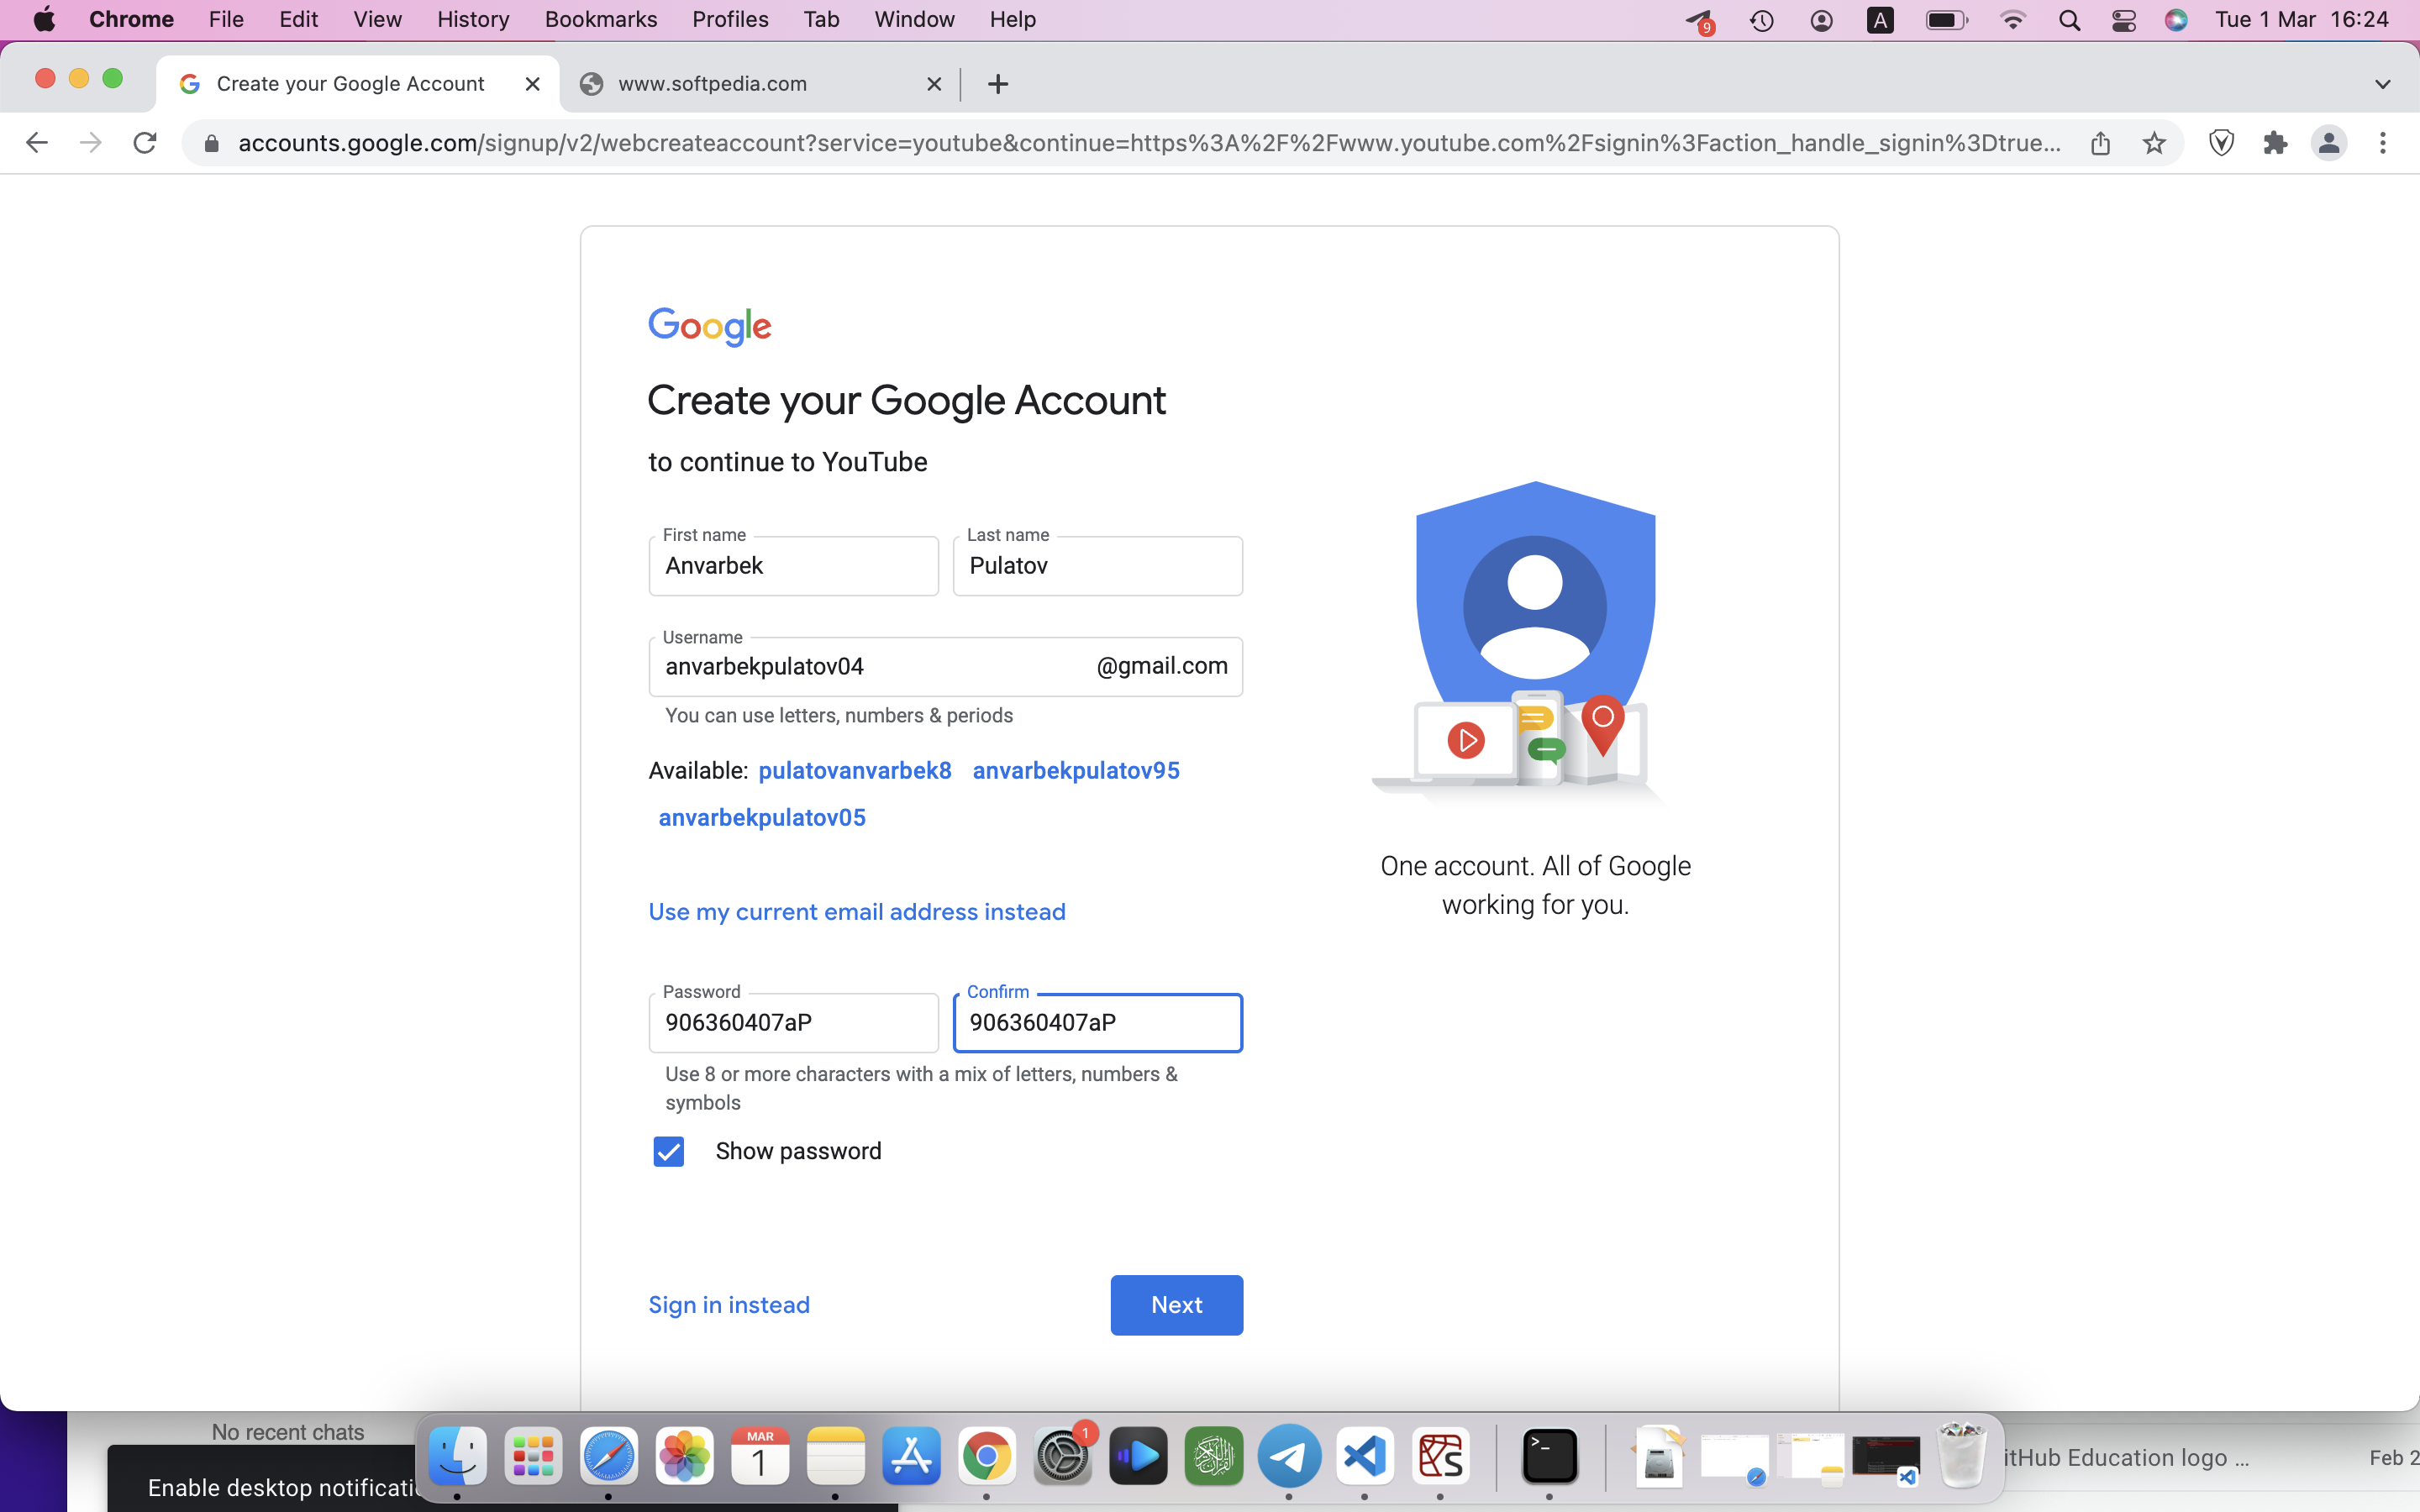 Chrome File Edit View History Bookmarks Profiles Tab Window Help 9 A Tue 1 Mar 16:24
Create your Google Account www.softpedia.com
accounts.google.com/signup/v2/webcreateaccount?service=youtube&continue=https%3A%2F%2Fwww.youtube.com%2Fsignin%3Faction_handle_signin%3Dtrue...
Google
Create your Google Account
to continue to YouTube
First name Last name
Anvarbek Pulatov
Username
anvarbekpulatov04 @gmail.com
You can use letters, numbers & periods
Available: pulatovanvarbek8 anvarbekpulatov95
anvarbekpulatov05
One account. All of Google
working for you.
Use my current email address instead
Password Confirm
906360407aP 906360407aP
Use 8 or more characters with a mix of letters, numbers &
symbols
Show password
Sign in instead Next
No recent chats
Enable desktop notificati
MAR
1
1
itHub Education logo ... Feb 2